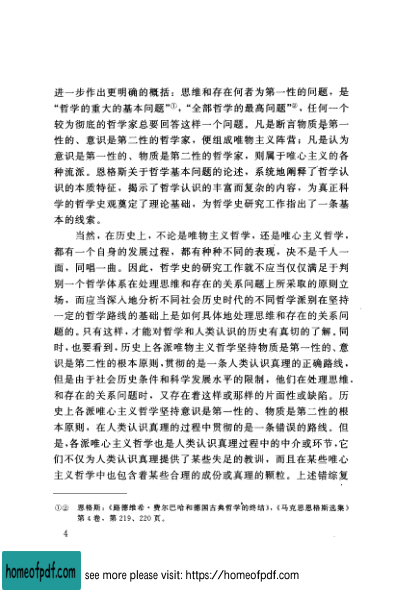 进一步作出更明确的概括：思维和存在何者为第一性的问题，是
“哲学的重大的基本问题”①，“全部哲学的最高问题”②，任何一个
较为彻底的哲学家总要回答这样一个问题。凡是断言物质是第一
性的、意识是第二性的哲学家，便组成唯物主义阵营；凡是认为
意识是第一性的、物质是第二性的哲学家，则属于唯心主义的各
种流派。恩格斯关于哲学基本问题的论述，系统地阐释了哲学认
识的本质特征，揭示了哲学认识的丰富而复杂的内容，为真正科
学的哲学史观奠定了理论基础，为哲学史研究工作指出了一条基
本的线索。
当然，在历史上，不论是唯物主义哲学，还是唯心主义哲学，
都有一个自身的发展过程，都有种种不同的表现，决不是千人一
面，同唱一曲。因此，哲学史的研究工作就不应当仅仅满足于判
别一个哲学体系在处理思维和存在的关系问题上所采取的原则立
场，而应当深入地分析不同社会历史时代的不同哲学派别在坚持
一定的哲学路线的基础上是如何具体地处理思维和存在的关系问
题的。只有这样，才能对哲学和人类认识的历史有真切的了解。同
时，也要看到，历史上各派唯物主义哲学坚持物质是第一性的、意
识是第二性的根本原则，贯彻的是一条人类认识真理的正确路线，
但是由于社会历史条件和科学发展水平的限制，他们在处理思维、
和存在的关系问题时，又存在着这样或那样的片面性或缺陷。历
史上各派唯心主义哲学坚持意识是第一性的、物质是第二性的根
本原则，在人类认识真理的过程中贯彻的是一条错误的路线。但
是，各派唯心主义哲学也是人类认识真理过程中的中介或环节，它
们不仅为人类认识真理提供了某些失足的教训，而且在某些唯心
主义哲学中也包含着某些合理的成份或真理的颗粒。上述错综复
①② 恩格斯：《路德维希·费尔巴哈和德国古典哲学的终结》，《马克思恩格斯选集》
第4卷，第219、220页。
4
homeofpdf.com
see more please visit: https://homeofpdf.com